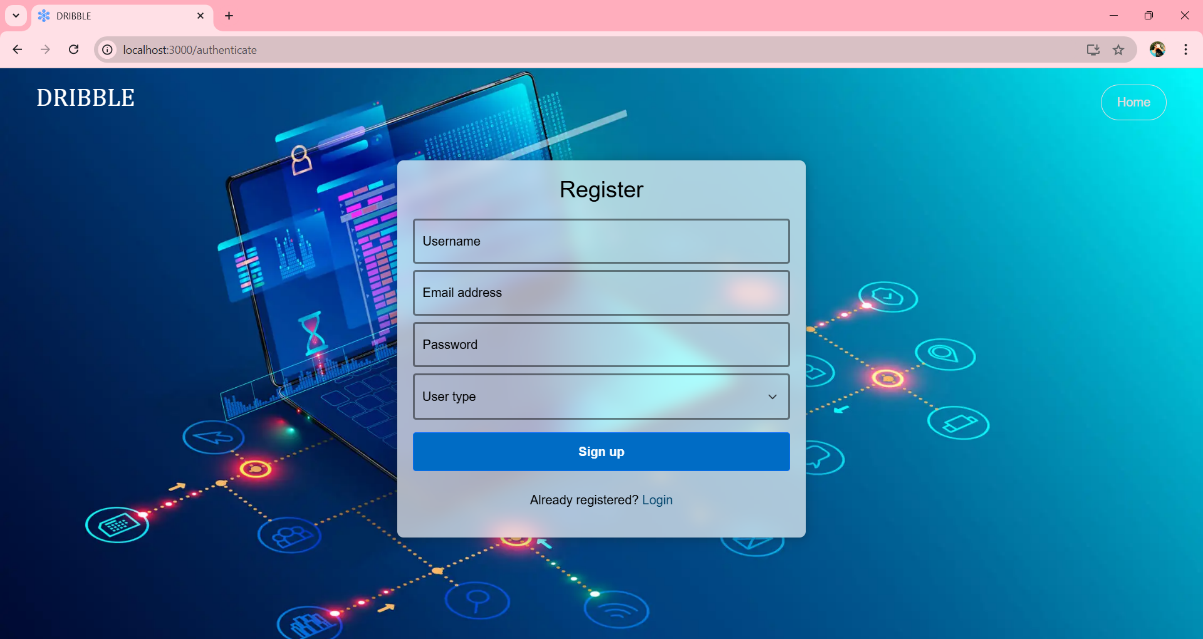 DRIBBLE
localhost:3000/authenticate
DRIBBLE
Home
Register
Username
Email address
Password
User type
Sign up
Already registered? Login